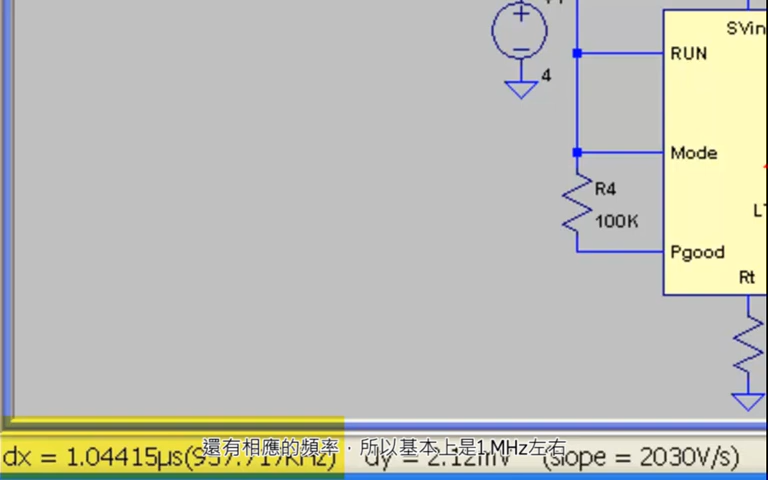 SVin
RUN
4
Mode
R4
100K
Pgood
Rt
還有相應的頻率，所以基本上是1MHz左右
dx = 1.04415µs(957.717KHz) dy = 2.12mV (slope = 2030V/s)